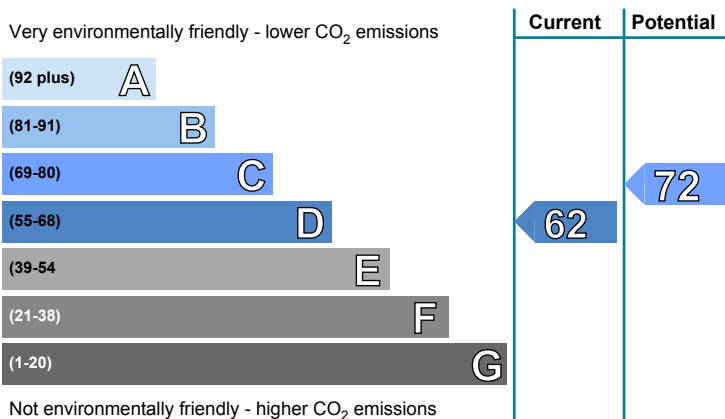 Very environmentally friendly - lower CO2 emissions
Current
Potential
(92 plus) A
(81-91) B
(69-80) C
72
(55-68) D
62
(39-54 E
(21-38) F
(1-20) G
Not environmentally friendly - higher CO2 emissions